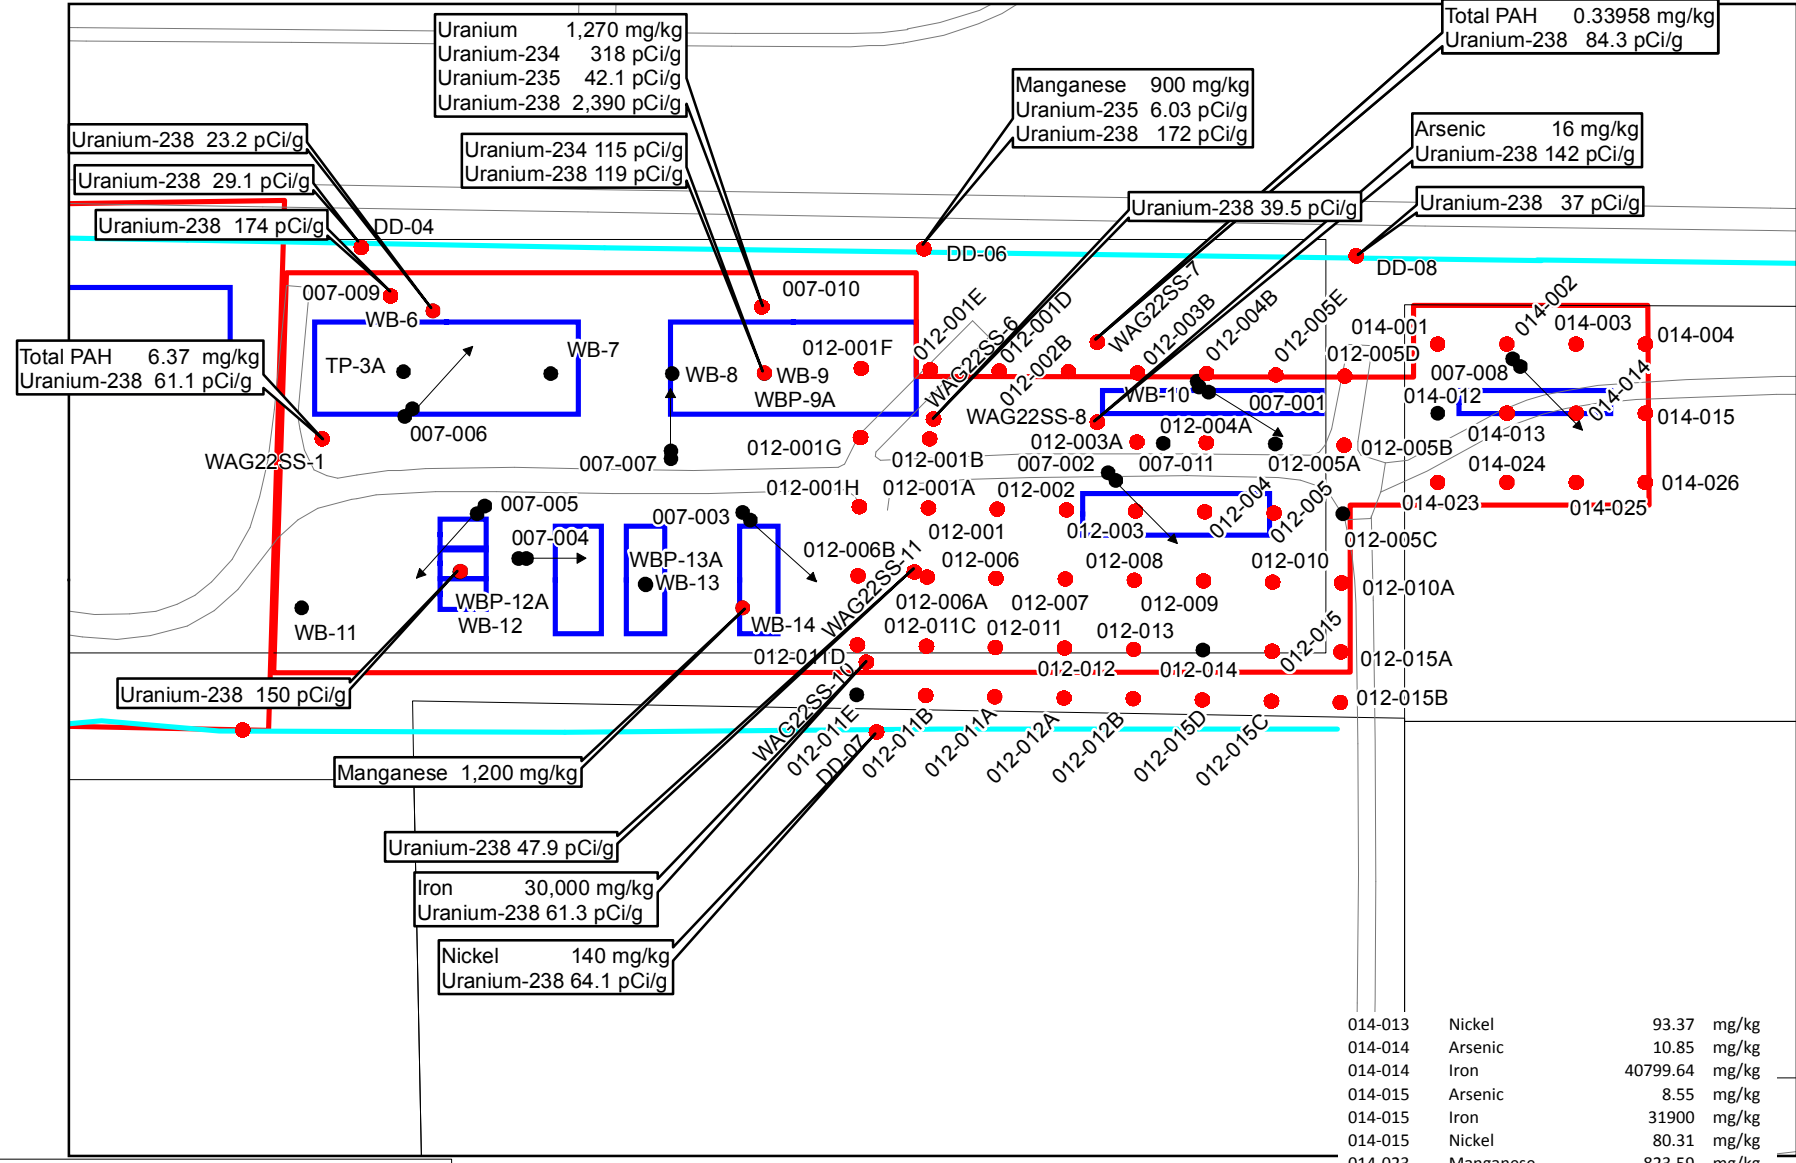 Total PAH 0.33958 mg/kg
Uranium-238 84.3 pCi/g
Uranium 1,270 mg/kg
Uranium-234 318 pCi/g
Uranium-235 42.1 pCi/g
Uranium-238 2,390 pCi/g
Manganese 900 mg/kg
Uranium-235 6.03 pCi/g
Uranium-238 172 pCi/g
Uranium-238 23.2 pCi/g
Uranium-234 115 pCi/g
Uranium-238 119 pCi/g
Arsenic 16 mg/kg
Uranium-238 142 pCi/g
Uranium-238 29.1 pCi/g
Uranium-238 174 pCi/g
Uranium-238 39.5 pCi/g
Uranium-238 37 pCi/g
DD-04
DD-06
DD-08
007-009
WB-6
007-010
012-001E
WAG22SS-6
012-001D
012-002B
WAG22SS-7
012-003B
012-004B
012-005E
014-001
014-002
014-003
014-004
012-005D
Total PAH 6.37 mg/kg
Uranium-238 61.1 pCi/g
TP-3A
WB-7
WB-8
WB-9
WBP-9A
012-001F
007-008
WB-10
007-001
014-012
014-014
014-015
WAG22SS-8
007-006
012-001G
012-004A
012-003A
014-013
WAG22SS-1
007-007
012-001B
007-002
007-011
012-005A
012-005B
014-024
014-026
012-001H
012-001A
012-002
012-004
012-005
014-023
014-025
007-005
007-003
007-004
012-001
012-003
012-005C
012-006B
WAG22SS-11
012-006
012-008
012-010
WBP-13A
WB-13
012-010A
WBP-12A
WB-12
012-006A
012-007
012-009
WB-11
WB-14
012-011C
012-011
012-013
012-015
012-011D
012-012
012-014
012-015A
Uranium-238 150 pCi/g
WAG22SS-10
012-015B
012-011E
DD-07
012-011B
012-011A
012-012A
012-012B
012-015D
012-015C
Manganese 1,200 mg/kg
Uranium-238 47.9 pCi/g
Iron 30,000 mg/kg
Uranium-238 61.3 pCi/g
Nickel 140 mg/kg
Uranium-238 64.1 pCi/g
014-013 Nickel 93.37 mg/kg
014-014 Arsenic 10.85 mg/kg
014-014 Iron 40799.64 mg/kg
014-015 Arsenic 8.55 mg/kg
014-015 Iron 31900 mg/kg
014-015 Nickel 80.31 mg/kg
014-023 Manganese 823.59 mg/kg